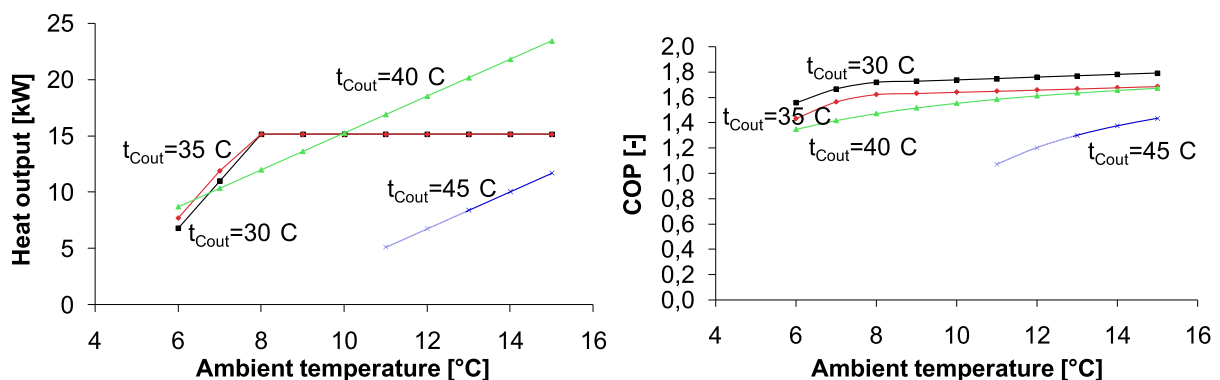 25
20
15
10
5
0
Heat output [kW]
t_Cout=40 C
t_Cout=35 C
t_Cout=45 C
t_Cout=30 C
4 6 8 10 12 14 16
Ambient temperature [°C]
2,0
1,8
1,6
1,4
1,2
1,0
0,8
0,6
0,4
0,2
0,0
COP [-]
t_Cout=30 C
t_Cout=35 C
t_Cout=40 C
t_Cout=45 C
4 6 8 10 12 14 16
Ambient temperature [°C]